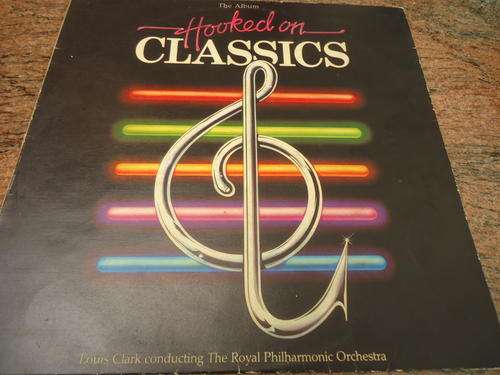 The Album
Hooked on
CLASSICS
Louis Clark conducting The Royal Philharmonic Orchestra